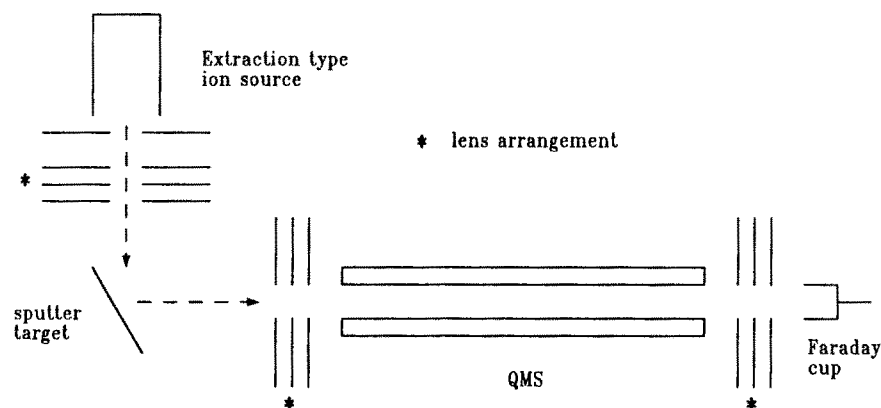 Extraction type
ion source
* lens arrangement
*
sputter
target
QMS
Faraday
cup
*
*